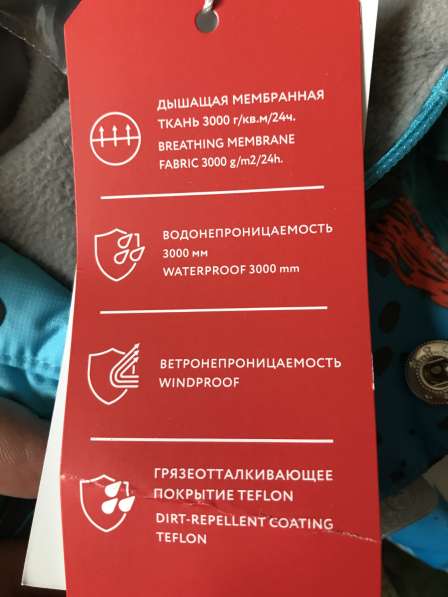 ДЫШАЩАЯ МЕМБРАННАЯ
ТКАНЬ 3000 г/кв.м/24ч.
BREATHING MEMBRANE
FABRIC 3000 g/m2/24h.
ВОДОНЕПРОНИЦАЕМОСТЬ
3000 мм
WATERPROOF 3000 mm
ВЕТРОНЕПРОНИЦАЕМОСТЬ
WINDPROOF
ГРЯЗЕОТТАЛКИВАЮЩЕЕ
ПОКРЫТИЕ TEFLON
DIRT-REPELLENT COATING
TEFLON